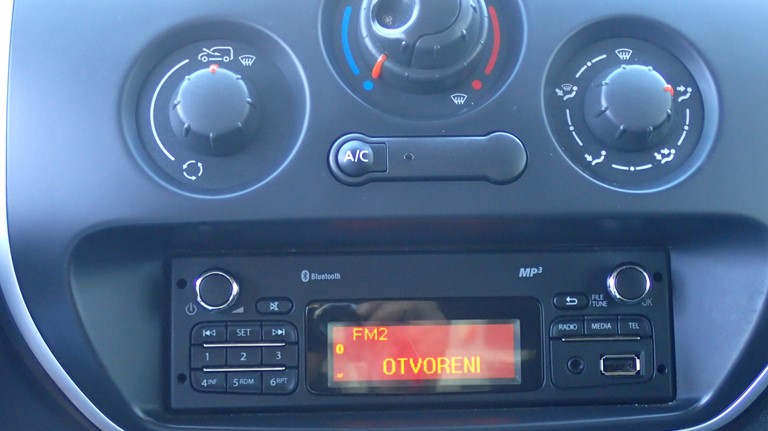 A/C
Bluetooth
MP3
FILE
TUNE
OK
SET
RADIO MEDIA TEL
1 2 3
4 INF 5 RDM 6 RPT
FM2
OTVORENI